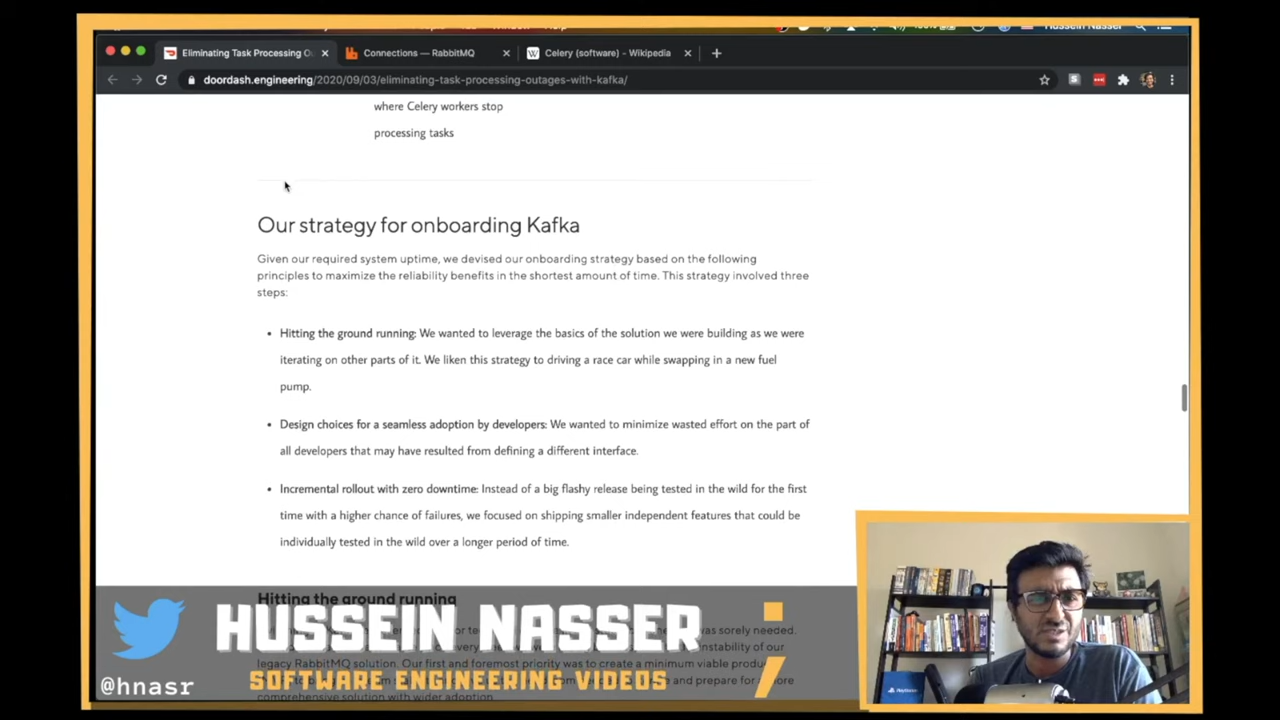 Hussein Nasser
Eliminating Task Processing O
Connections — RabbitMQ
Celery (software) - Wikipedia
doordash.engineering/2020/09/03/eliminating-task-processing-outages-with-kafka/
where Celery workers stop
processing tasks
Our strategy for onboarding Kafka
Given our required system uptime, we devised our onboarding strategy based on the following
principles to maximize the reliability benefits in the shortest amount of time. This strategy involved three
steps:
• Hitting the ground running: We wanted to leverage the basics of the solution we were building as we were
iterating on other parts of it. We liken this strategy to driving a race car while swapping in a new fuel
pump.
• Design choices for a seamless adoption by developers: We wanted to minimize wasted effort on the part of
all developers that may have resulted from defining a different interface.
• Incremental rollout with zero downtime: Instead of a big flashy release being tested in the wild for the first
time with a higher chance of failures, we focused on shipping smaller independent features that could be
individually tested in the wild over a longer period of time.
Hitting the ground running
was sorely needed.
instability of our
legacy RabbitMQ solution. Our first and foremost priority was to create a minimum viable
and prepare for a more
comprehensive solution with wider adoption.
HUSSEIN NASSER
SOFTWARE ENGINEERING VIDEOS
@hnasr
;
PlayStation